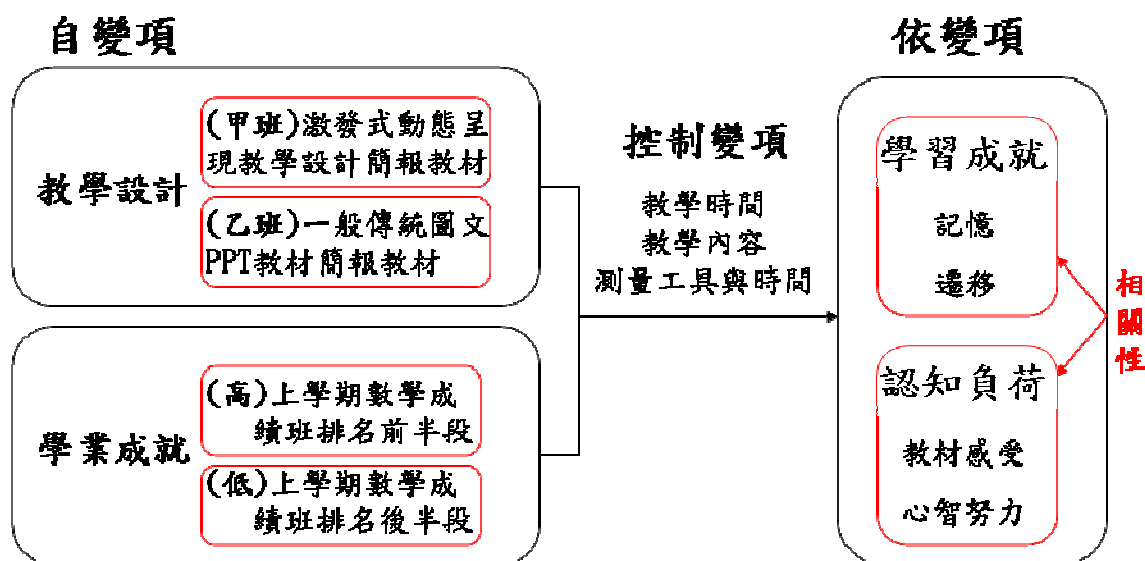 自變項
教學設計
(甲班)激發式動態呈
現教學設計簡報教材
(乙班)一般傳統圖文
PPT教材簡報教材
學業成就
(高)上學期數學成
績班排名前半段
(低)上學期數學成
績班排名後半段
控制變項
教學時間
教學內容
測量工具與時間
依變項
學習成就
記憶
遷移
認知負荷
教材感受
心智努力
相
關
性